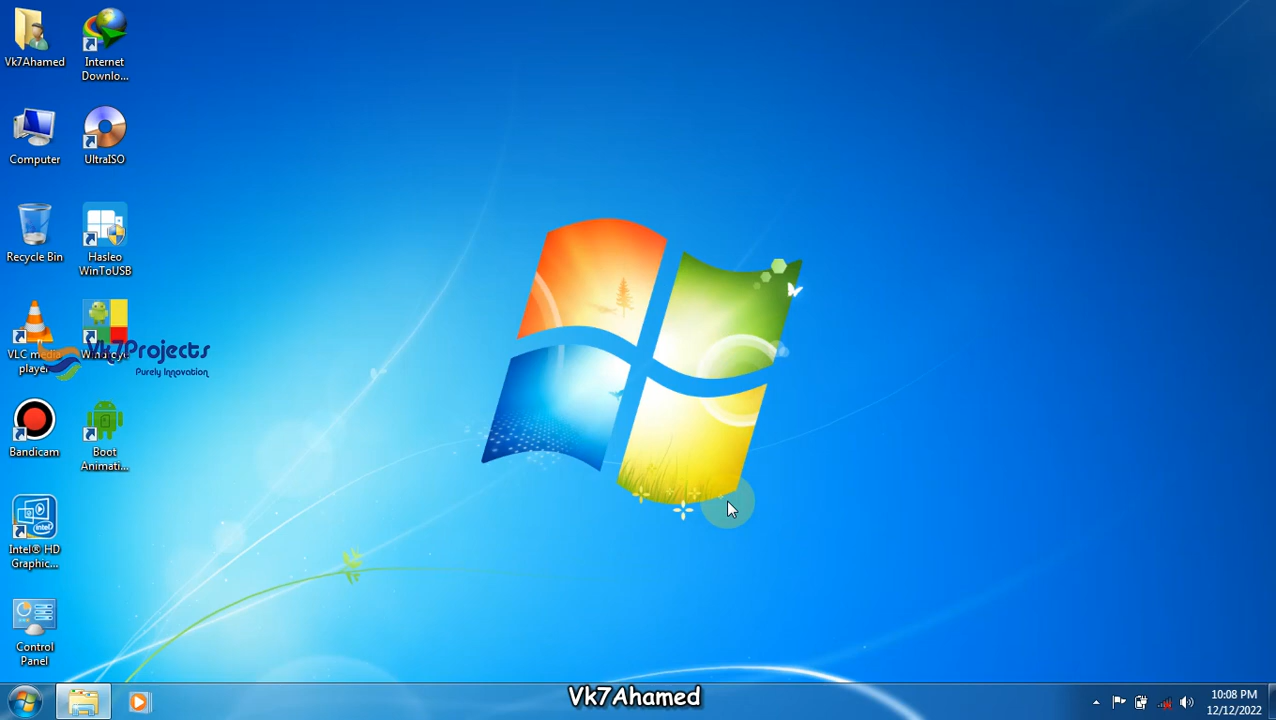 Vk7Ahamed
Internet
Downlo...
Computer
UltraISO
Recycle Bin
Hasleo
WinToUSB
VLC media
player
Vk7Projects
Purely Innovation
Bandicam
Boot
Animati...
Intel® HD
Graphic...
intel
Control
Panel
Vk7Ahamed
10:08 PM
12/12/2022